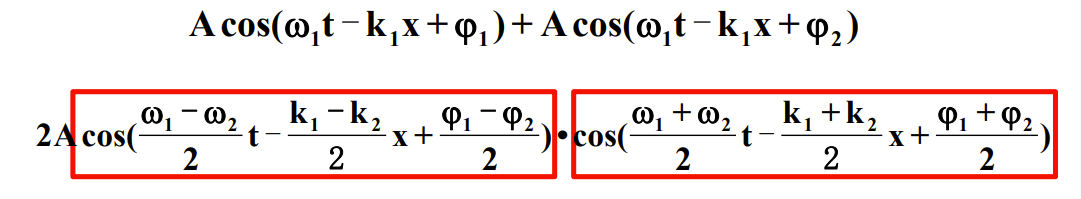 A cos(ω₁t − k₁x + φ₁) + A cos(ω₁t − k₁x + φ₂)
2A cos((ω₁ − ω₂)/2 t − (k₁ − k₂)/2 x + (φ₁ − φ₂)/2) • cos((ω₁ + ω₂)/2 t − (k₁ + k₂)/2 x + (φ₁ + φ₂)/2)